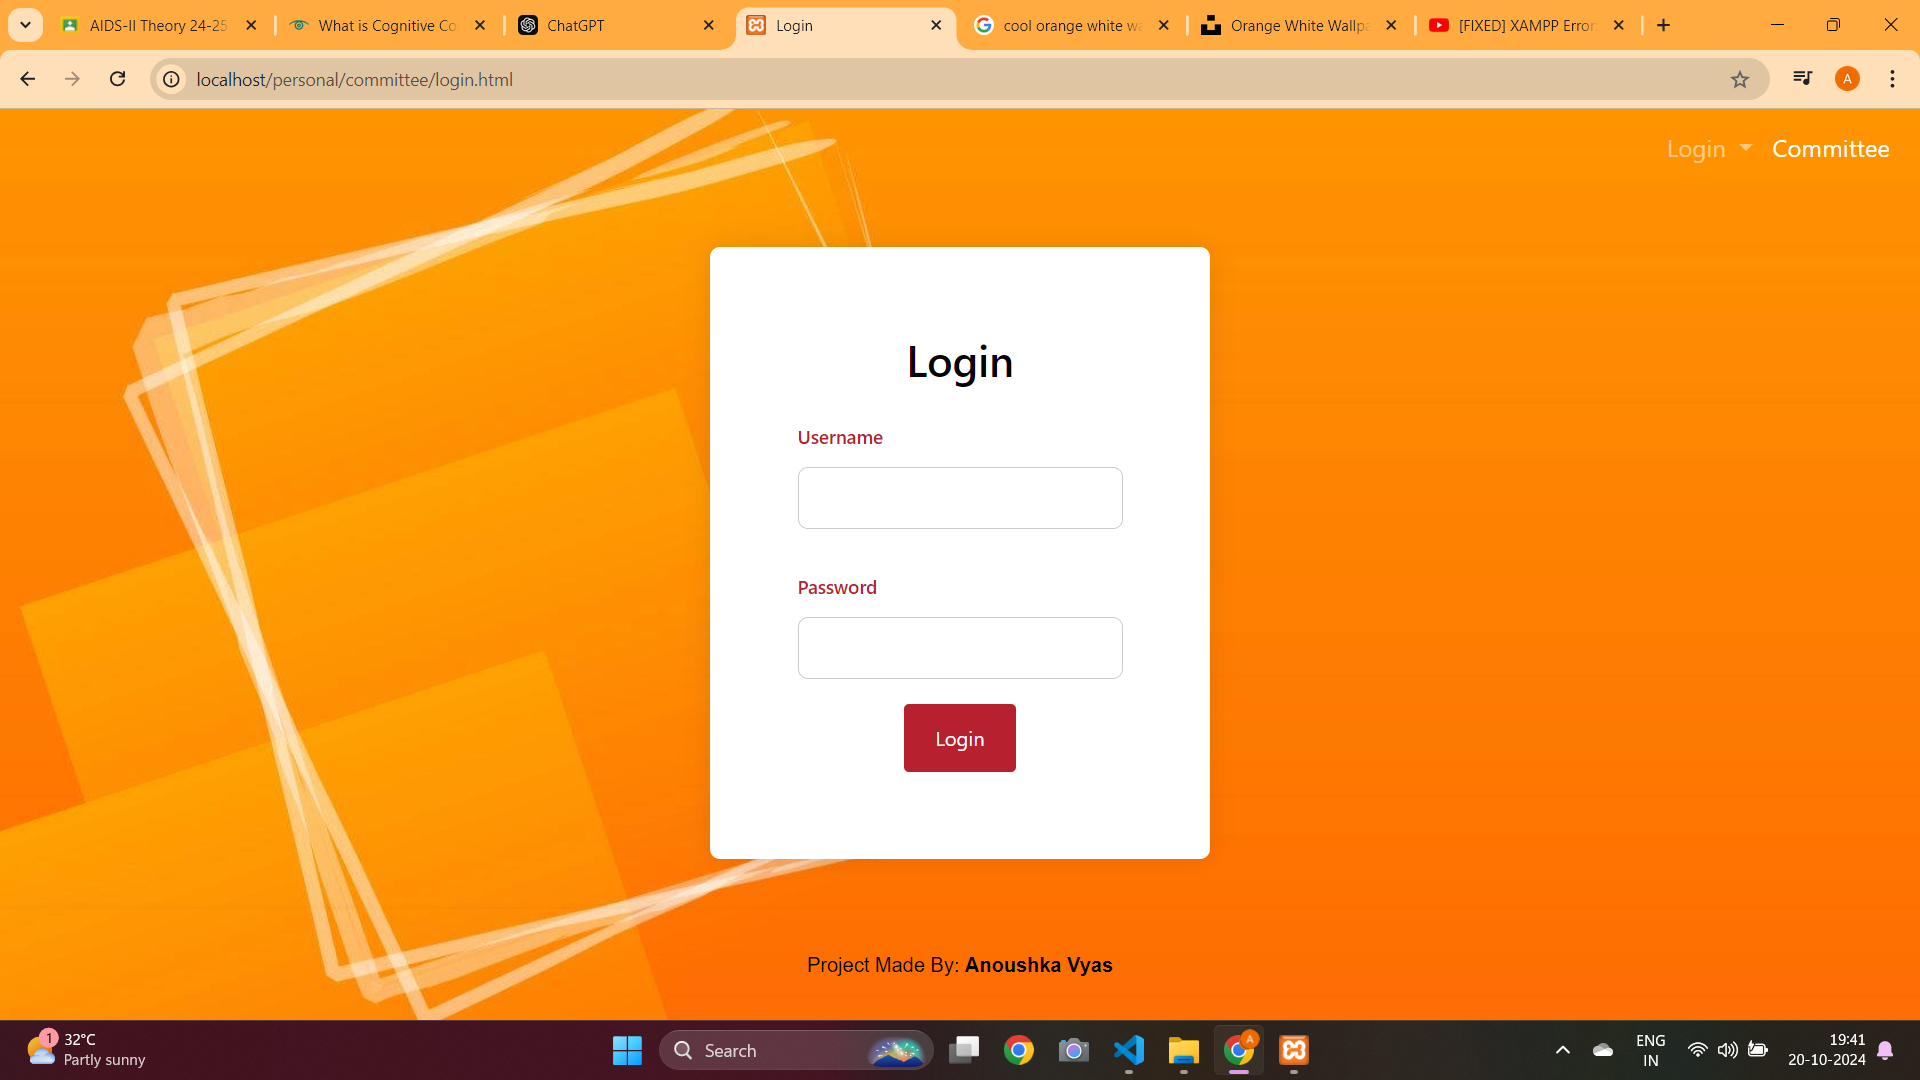 AIDS-II Theory 24-25
What is Cognitive Co
ChatGPT
Login
cool orange white wa
Orange White Wallpa
[FIXED] XAMPP Error
localhost/personal/committee/login.html
A
Login
Committee
Login
Username
Password
Login
Project Made By: Anoushka Vyas
1
32°C
Partly sunny
Search
A
ENG
IN
19:41
20-10-2024